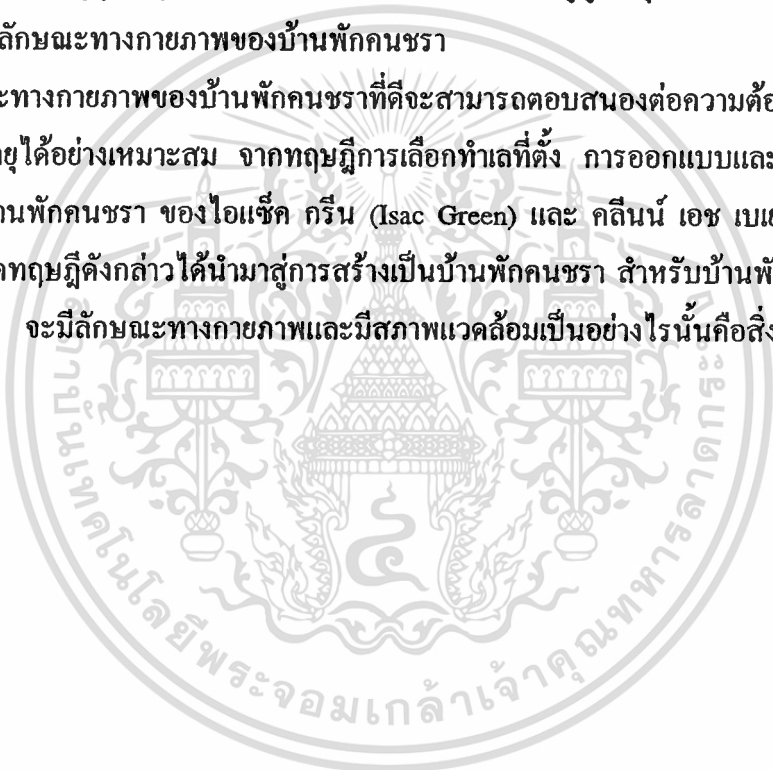 ลักษณะทางกายภาพของบ้านพักคนชรา
ะทางกายภาพของบ้านพักคนชราที่ดีจะสามารถตอบสนองต่อความต้อ
ายุได้อย่างเหมาะสม จากทฤษฎีการเลือกทำเลที่ตั้ง การออกแบบและ
านพักคนชรา ของไอแซ็ค กรีน (Isac Green) และ คลีนน์ เอช เบเย
ดทฤษฎีดังกล่าวได้นำมาสู่การสร้างเป็นบ้านพักคนชรา สำหรับบ้านพั
จะมีลักษณะทางกายภาพและมีสภาพแวดล้อมเป็นอย่างไรนั้นคือสิ่ง
สถาบันเทคโนโลยีพระจอมเกล้าเจ้าคุณทหารลาดกระบัง